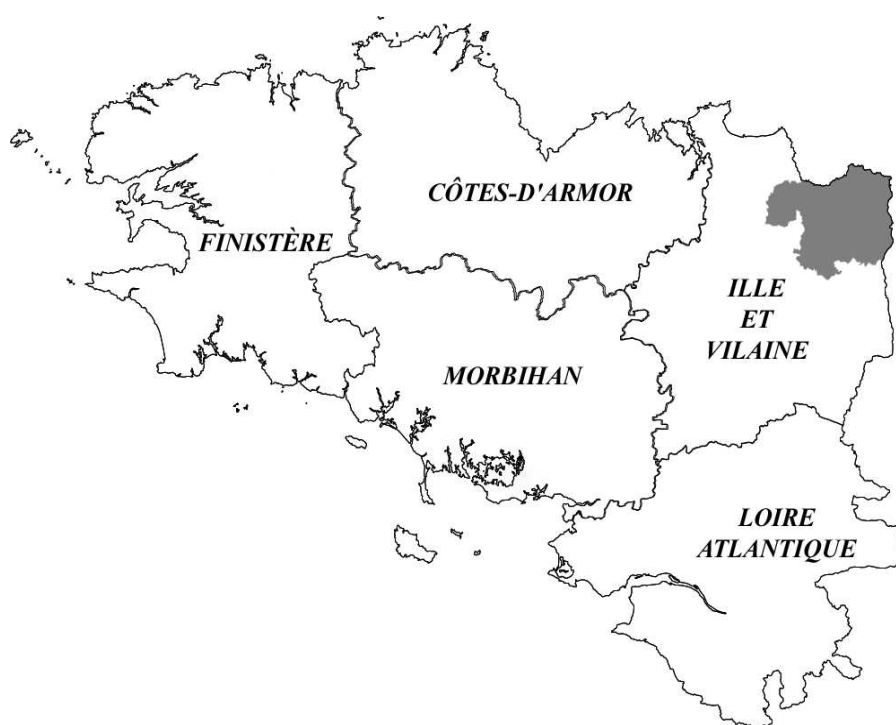 CÔTES-D'ARMOR
FINISTÈRE
ILLE
ET
VILAINE
MORBIHAN
LOIRE
ATLANTIQUE